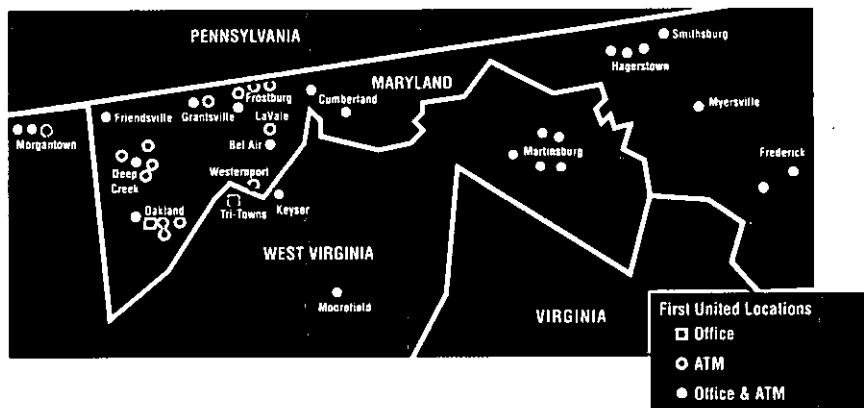 PENNSYLVANIA
Smithsburg
Hagerstown
MARYLAND
Frostburg
Cumberland
Friendsville
Grantsville
LaVale
Myersville
Morgantown
Bel Air
Martinsburg
Frederick
Deep
Creek
Westernport
Oakland
Tri-Towns
Keyser
WEST VIRGINIA
Moorefield
VIRGINIA
First United Locations
Office
ATM
Office & ATM